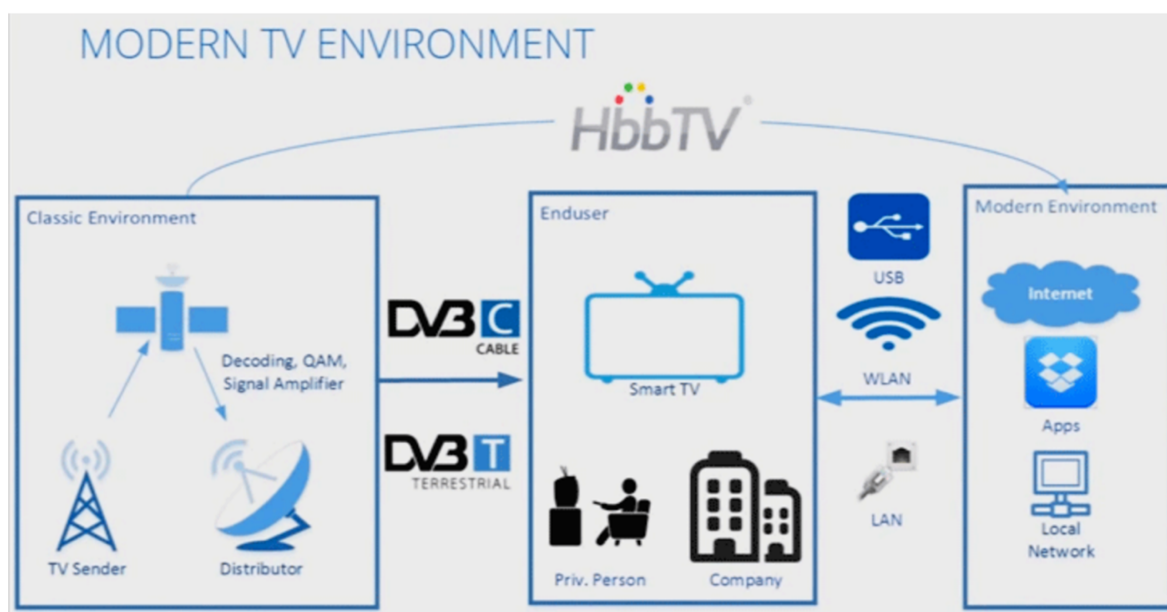 MODERN TV ENVIRONMENT
HbbTV
Classic Environment
Decoding, QAM,
Signal Amplifier
TV Sender
Distributor
DVB C
CABLE
DVB T
TERRESTRIAL
Enduser
Smart TV
Priv. Person
Company
USB
WLAN
LAN
Modern Environment
Internet
Apps
Local
Network